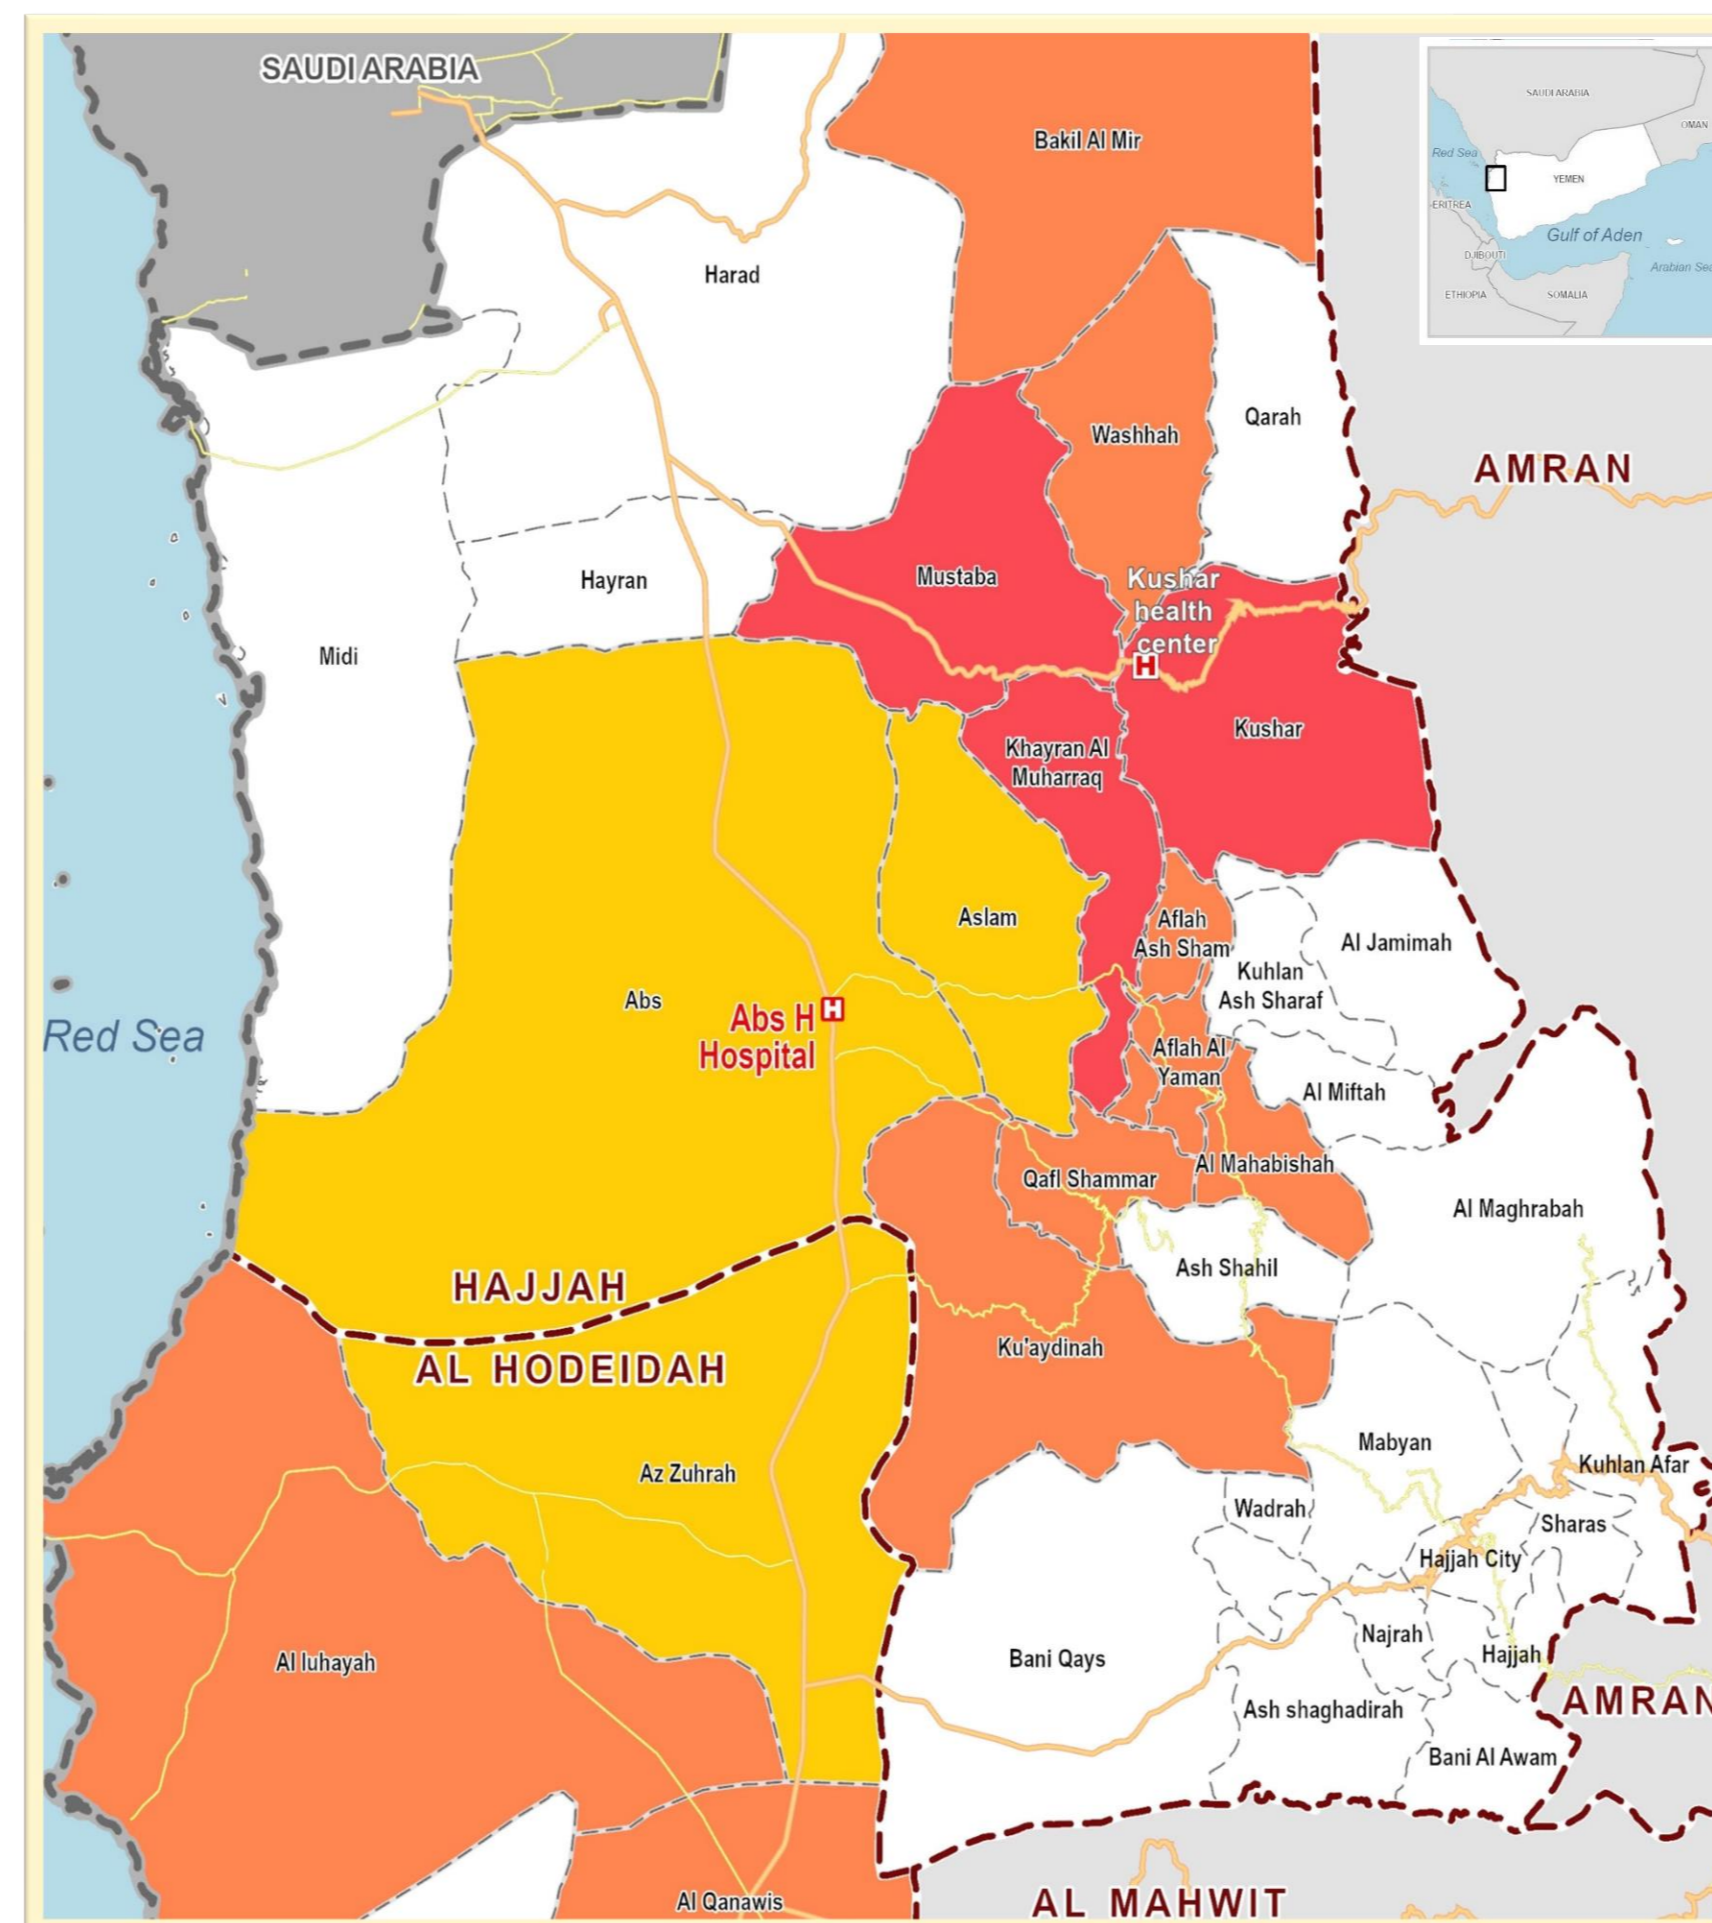 SAUDI ARABIA
Bakil Al Mir
Harad
Washhah
Qarah
AMRAN
Mustaba
Hayran
Kushar
health
center
H
Midi
Kushar
Khayran Al
Muharraq
Aslam
Aflah
Ash Sham
Al Jamimah
Kuhlan
Ash Sharaf
Abs
Abs H
Hospital
H
Red Sea
Aflah Al
Yaman
Al Miftah
Qafl Shammar
Al Mahabishah
Al Maghrabah
Ash Shahil
HAJJAH
AL HODEIDAH
Ku'aydinah
Az Zuhrah
Mabyan
Kuhlan Afar
Wadrah
Sharas
Hajjah City
Al luhayah
Bani Qays
Najrah
Hajjah
Ash shaghadirah
AMRAN
Bani Al Awam
Al Qanawis
AL MAHWIT
SAUDI ARABIA
OMAN
Red Sea
YEMEN
ERITREA
Gulf of Aden
DJIBOUTI
Arabian Sea
ETHIOPIA
SOMALIA